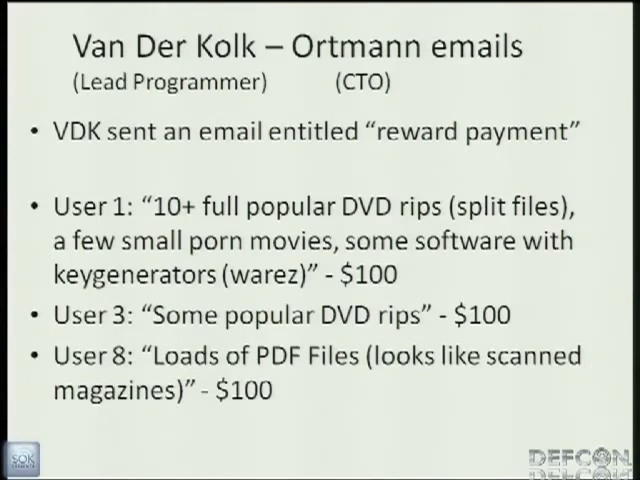 Van Der Kolk – Ortmann emails
(Lead Programmer) (CTO)
• VDK sent an email entitled “reward payment”
• User 1: “10+ full popular DVD rips (split files),
a few small porn movies, some software with
keygenerators (warez)” - $100
• User 3: “Some popular DVD rips” - $100
• User 8: “Loads of PDF Files (looks like scanned
magazines)” - $100
SOK
DEFCON